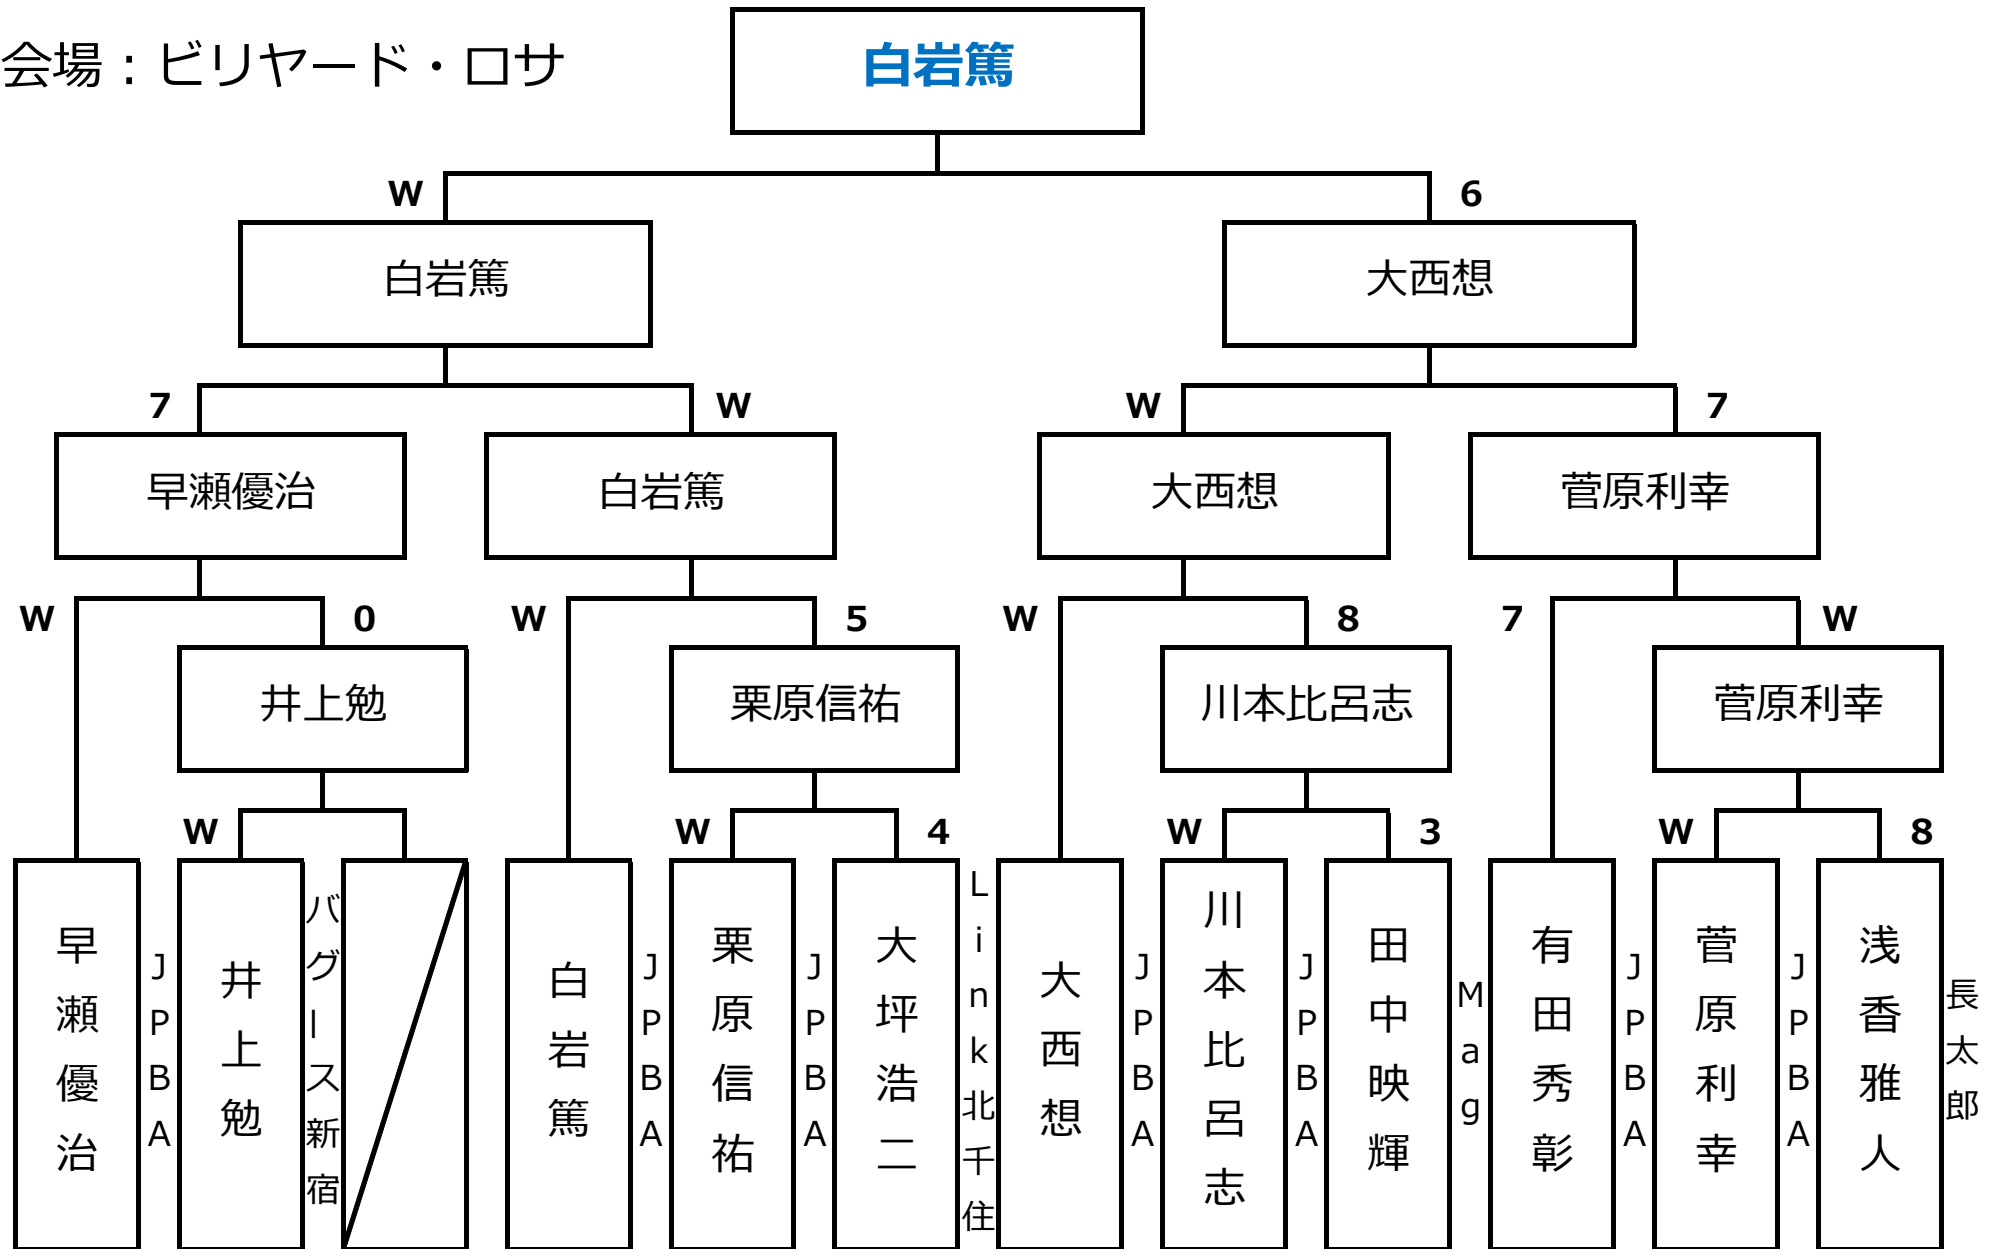 会場：ビリヤード・ロサ
白岩篤
W
6
白岩篤
大西想
7
W
W
7
早瀬優治
白岩篤
大西想
菅原利幸
W
0
W
5
W
8
7
W
井上勉
栗原信祐
川本比呂志
菅原利幸
W
W
4
W
3
W
8
早瀬優治
JPBA
井上勉
バグース新宿
白岩篤
JPBA
栗原信祐
JPBA
大坪浩二
Link北千住
大西想
JPBA
川本比呂志
JPBA
田中映輝
Mag
有田秀彰
JPBA
菅原利幸
JPBA
浅香雅人
長太郎